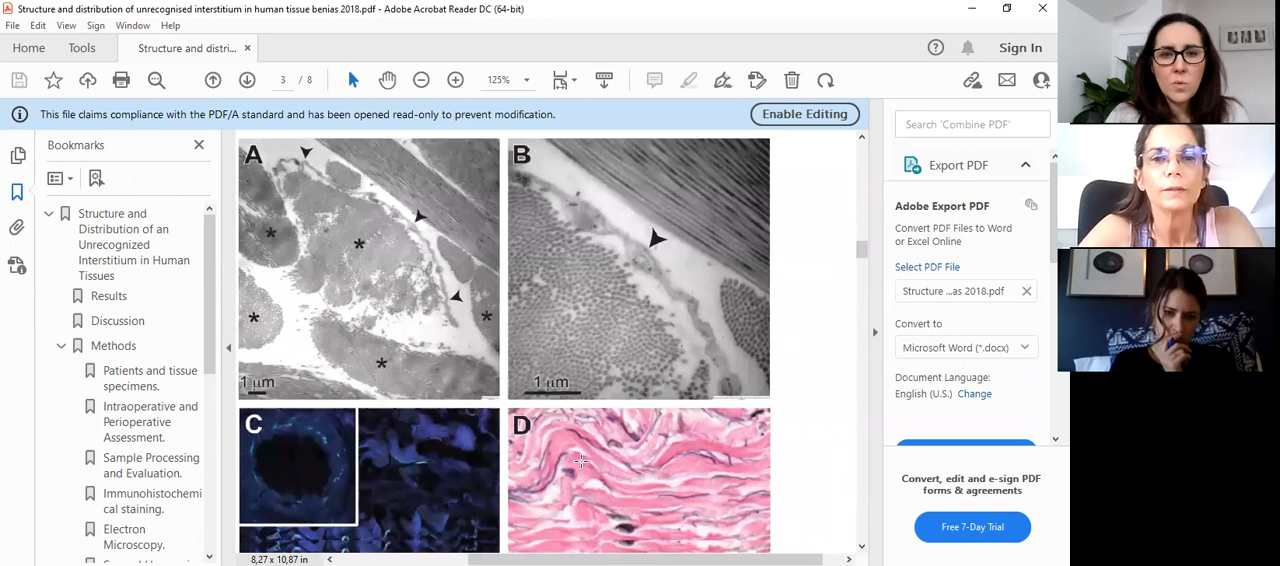 Structure and distribution of unrecognised interstitium in human tissue benias 2018.pdf - Adobe Acrobat Reader DC (64-bit)
File Edit View Sign Window Help
Home Tools Structure and distri... × Sign In
3 / 8 125%
This file claims compliance with the PDF/A standard and has been opened read-only to prevent modification. Enable Editing
Bookmarks
Structure and
Distribution of an
Unrecognized
Interstitium in Human
Tissues
Results
Discussion
Methods
Patients and tissue
specimens.
Intraoperative and
Perioperative
Assessment.
Sample Processing
and Evaluation.
Immunohistochemi
cal staining.
Electron
Microscopy.
A
* * * * *
1 µm
B
1 µm
C
D
8,27 x 10,87 in
Search 'Combine PDF'
Export PDF
Adobe Export PDF
Convert PDF Files to Word
or Excel Online
Select PDF File
Structure ...as 2018.pdf
Convert to
Microsoft Word (*.docx)
Document Language:
English (U.S.) Change
Convert, edit and e-sign PDF
forms & agreements
Free 7-Day Trial